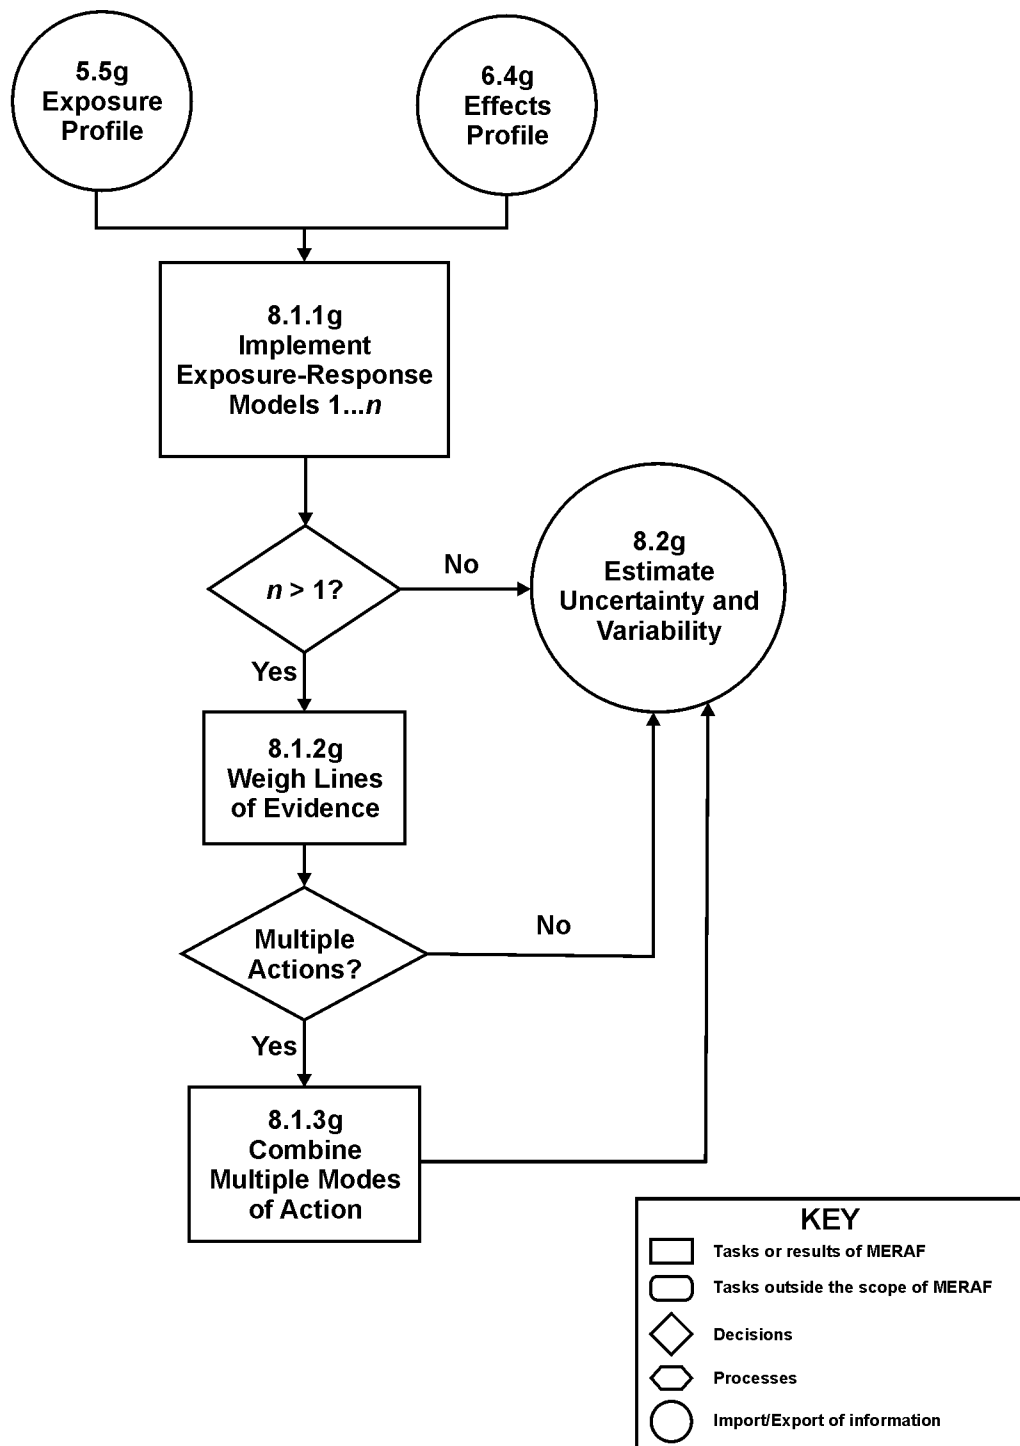 5.5g
Exposure
Profile
6.4g
Effects
Profile
8.1.1g
Implement
Exposure-Response
Models 1...n
n > 1?
No
8.2g
Estimate
Uncertainty and
Variability
Yes
8.1.2g
Weigh Lines
of Evidence
Multiple
Actions?
No
Yes
8.1.3g
Combine
Multiple Modes
of Action
KEY
Tasks or results of MERAF
Tasks outside the scope of MERAF
Decisions
Processes
Import/Export of information